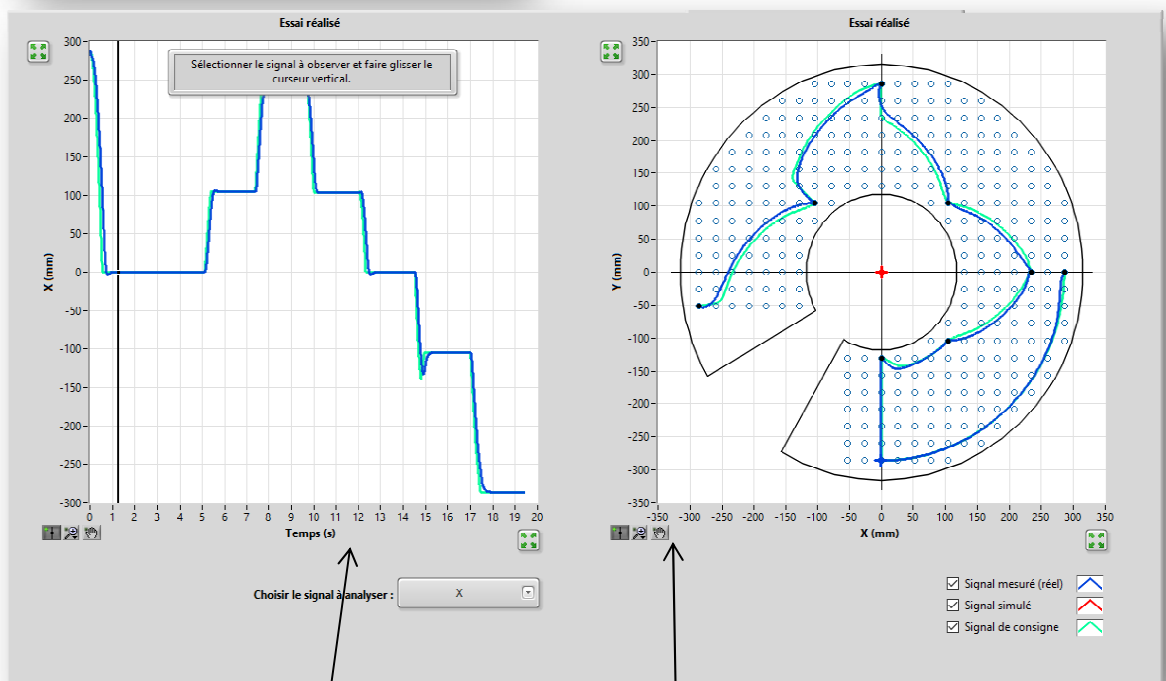 Essai réalisé
300
250
200
150
100
50
0
-50
-100
-150
-200
-250
-300
X (mm)
Sélectionner le signal à observer et faire glisser le
curseur vertical.
0 1 2 3 4 5 6 7 8 9 10 11 12 13 14 15 16 17 18 19 20
Temps (s)
Choisir le signal à analyser :
X
Essai réalisé
350
300
250
200
150
100
50
0
-50
-100
-150
-200
-250
-300
-350
Y (mm)
-350 -300 -250 -200 -150 -100 -50 0 50 100 150 200 250 300 350
X (mm)
Signal mesuré (réel)
Signal simulé
Signal de consigne